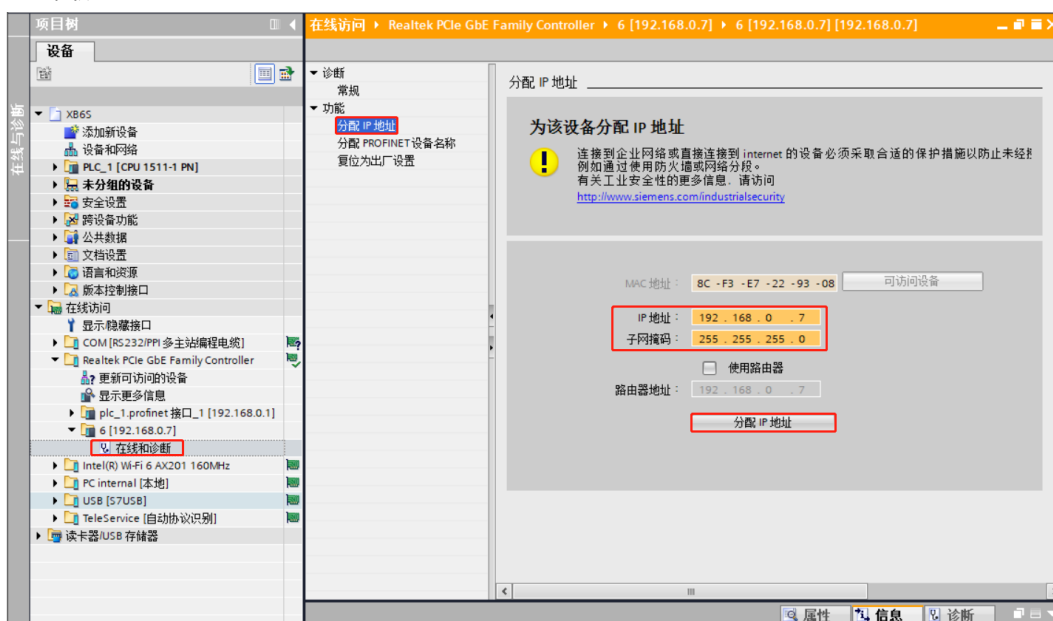 项目树
在线访问 ▸ Realtek PCIe GbE Family Controller ▸ 6 [192.168.0.7] ▸ 6 [192.168.0.7] [192.168.0.7]
设备
在线与诊断
XB6S
添加新设备
设备和网络
PLC_1 [CPU 1511-1 PN]
未分组的设备
安全设置
跨设备功能
公共数据
文档设置
语言和资源
版本控制接口
在线访问
显示/隐藏接口
COM [RS232/PPI 多主站编程电缆]
Realtek PCIe GbE Family Controller
更新可访问的设备
显示更多信息
plc_1.profinet 接口_1 [192.168.0.1]
6 [192.168.0.7]
在线和诊断
Intel(R) Wi-Fi 6 AX201 160MHz
PC internal [本地]
USB [S7USB]
TeleService [自动协议识别]
读卡器/USB 存储器
诊断
常规
功能
分配 IP 地址
分配 PROFINET 设备名称
复位为出厂设置
分配 IP 地址
为该设备分配 IP 地址
连接到企业网络或直接连接到 internet 的设备必须采取合适的保护措施以防止未经
例如通过使用防火墙或网络分段。
有关工业安全性的更多信息，请访问
http://www.siemens.com/industrialsecurity
MAC 地址： 8C -F3 -E7 -22 -93 -08 可访问设备
IP 地址： 192 . 168 . 0 . 7
子网掩码： 255 . 255 . 255 . 0
使用路由器
路由器地址： 192 . 168 . 0 . 7
分配 IP 地址
属性 信息 诊断